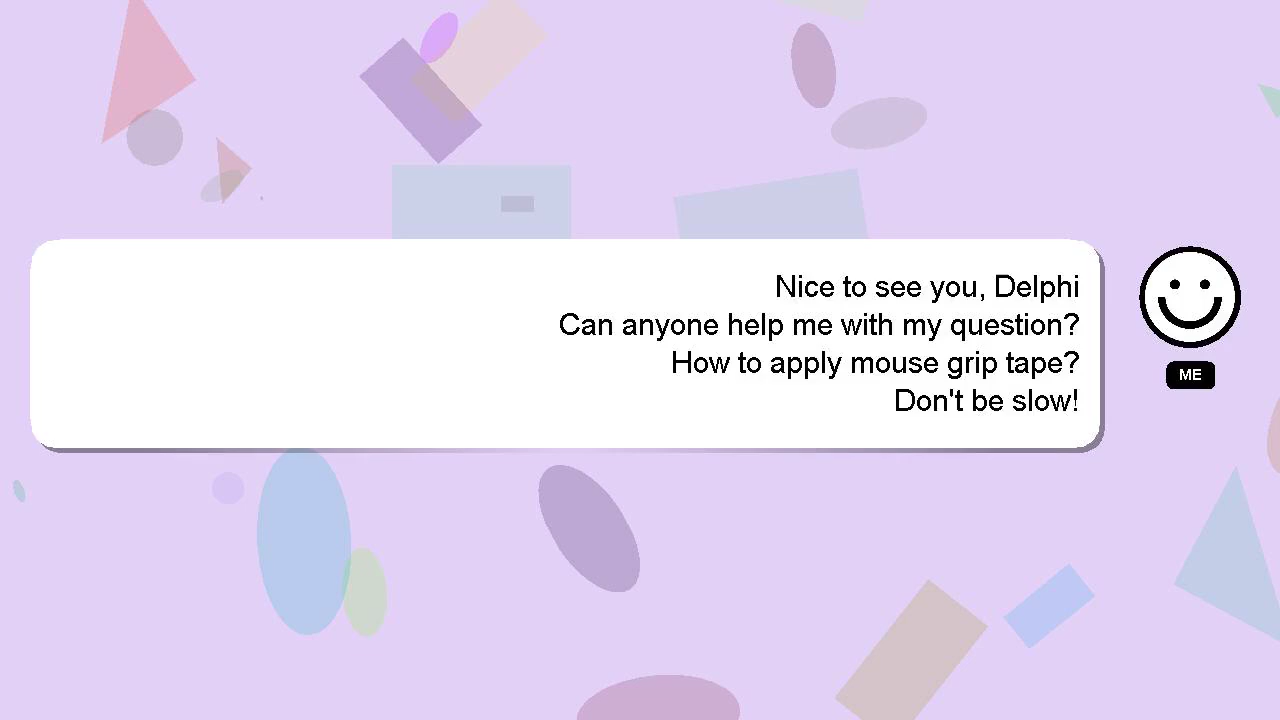 Nice to see you, Delphi
Can anyone help me with my question?
How to apply mouse grip tape?
Don't be slow!
ME